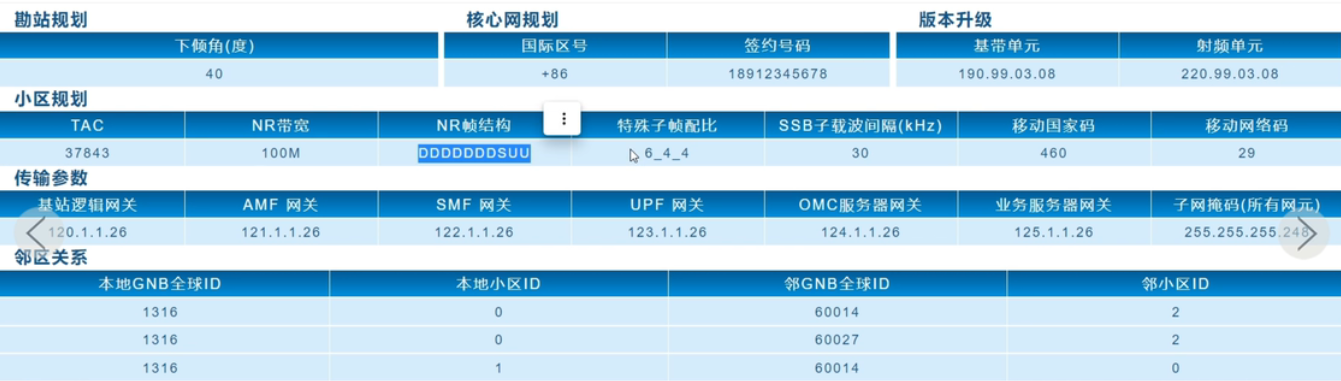 勘站规划 核心网规划 版本升级
下倾角(度) 国际区号 签约号码 基带单元 射频单元
40 +86 18912345678 190.99.03.08 220.99.03.08
小区规划
TAC NR带宽 NR帧结构 特殊子帧配比 SSB子载波间隔(kHz) 移动国家码 移动网络码
37843 100M DDDDDDDSUU 6_4_4 30 460 29
传输参数
基站逻辑网关 AMF 网关 SMF 网关 UPF 网关 OMC服务器网关 业务服务器网关 子网掩码(所有网元)
120.1.1.26 121.1.1.26 122.1.1.26 123.1.1.26 124.1.1.26 125.1.1.26 255.255.255.248
邻区关系
本地GNB全球ID 本地小区ID 邻GNB全球ID 邻小区ID
1316 0 60014 2
1316 0 60027 2
1316 1 60014 0